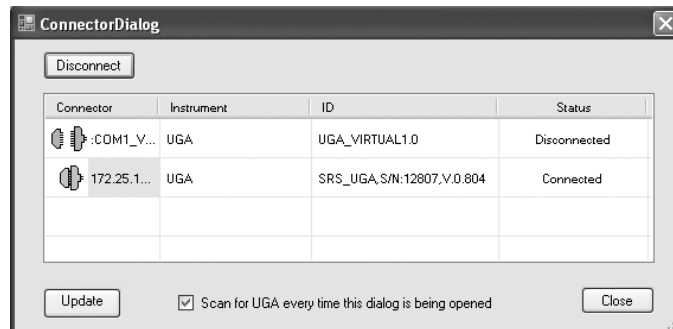 ConnectorDialog
Disconnect
Connector Instrument ID Status
:COM1_V... UGA UGA_VIRTUAL1.0 Disconnected
172.25.1... UGA SRS_UGA,S/N:12807,V.0.804 Connected
Update Scan for UGA every time this dialog is being opened Close